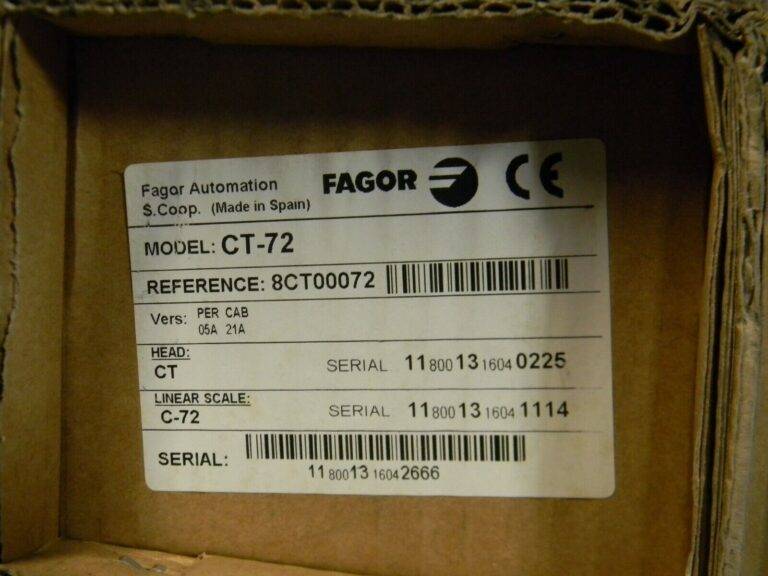 Fagor Automation
S.Coop. (Made in Spain)
FAGOR CE
MODEL: CT-72
REFERENCE: 8CT00072
Vers: PER CAB
05A 21A
HEAD:
CT SERIAL 11 800 13 1604 0225
LINEAR SCALE:
C-72 SERIAL 11 800 13 1604 1114
SERIAL:
11 800 13 1604 2666